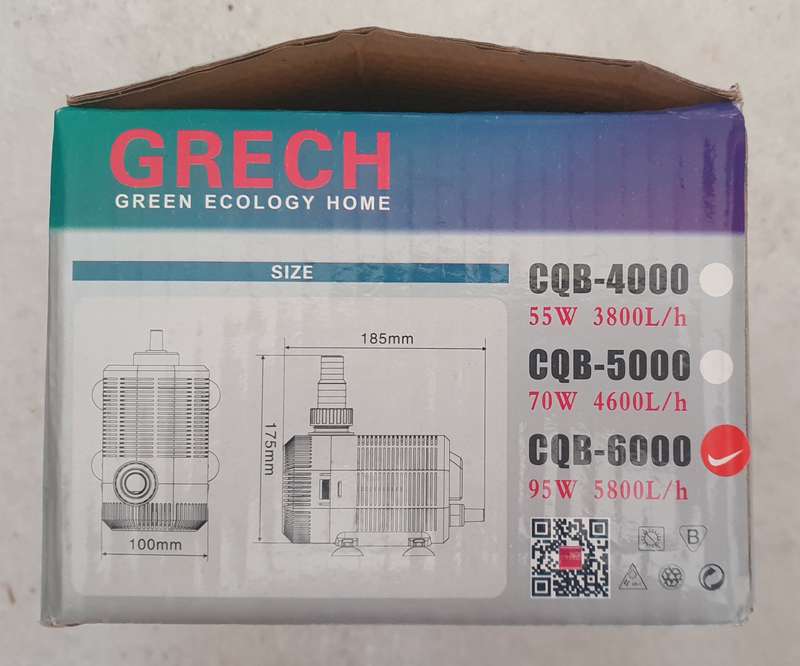 GRECH
GREEN ECOLOGY HOME
SIZE
185mm
175mm
100mm
CQB-4000
55W 3800L/h
CQB-5000
70W 4600L/h
CQB-6000
95W 5800L/h
B